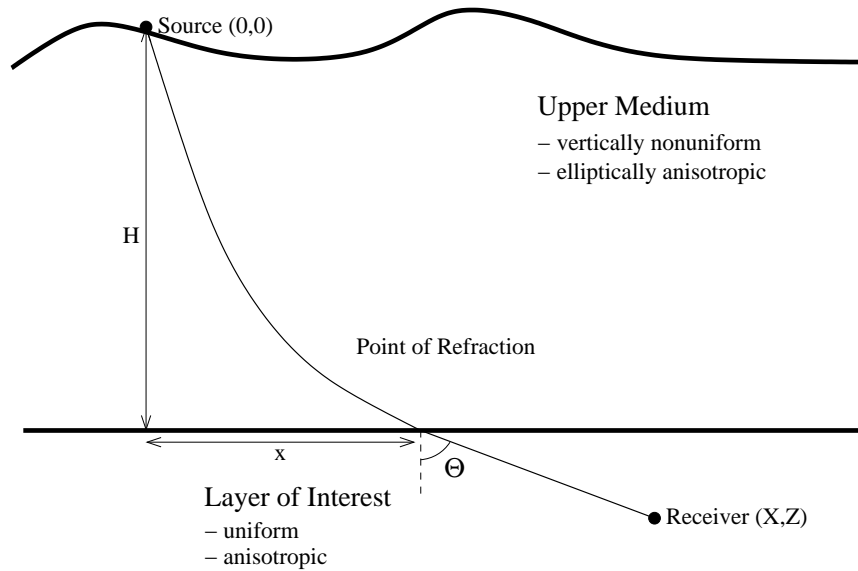 Source (0,0)
Upper Medium
– vertically nonuniform
– elliptically anisotropic
H
Point of Refraction
x
Θ
Layer of Interest
– uniform
– anisotropic
Receiver (X,Z)